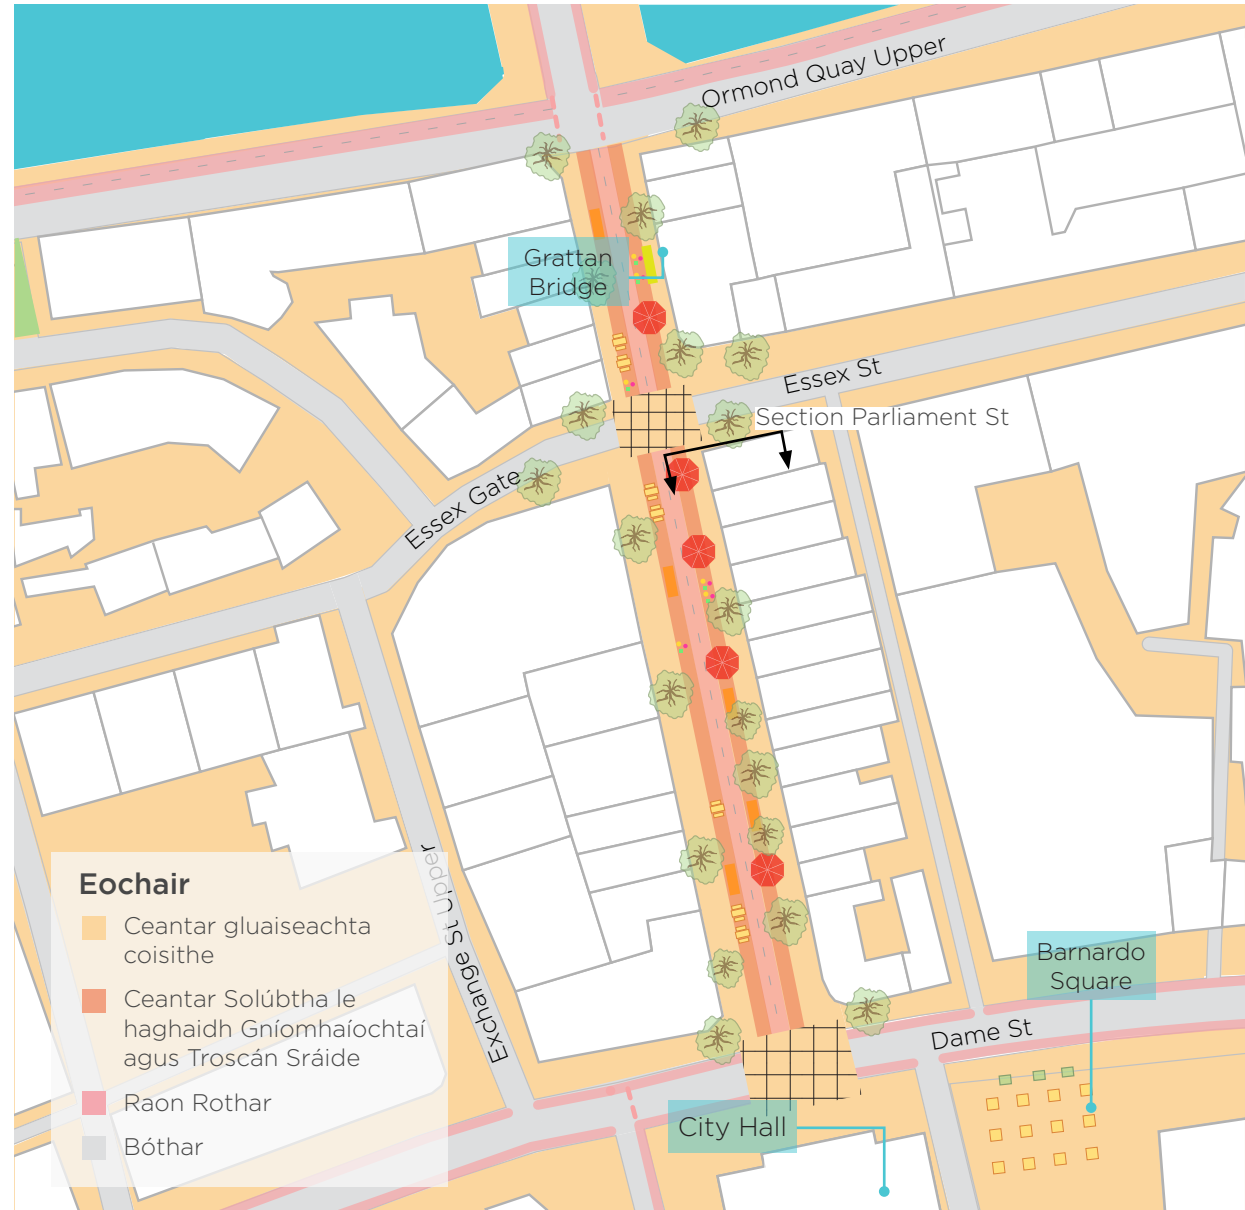 Ormond Quay Upper
Grattan
Bridge
Essex St
Section Parliament St
Essex Gate
Exchange St Upper
Eochair
Ceantar gluaiseachta
coisithe
Ceantar Solúbtha le
haghaidh Gníomhaíochtaí
agus Troscán Sráide
Raon Rothar
Bóthar
Barnardo
Square
Dame St
City Hall